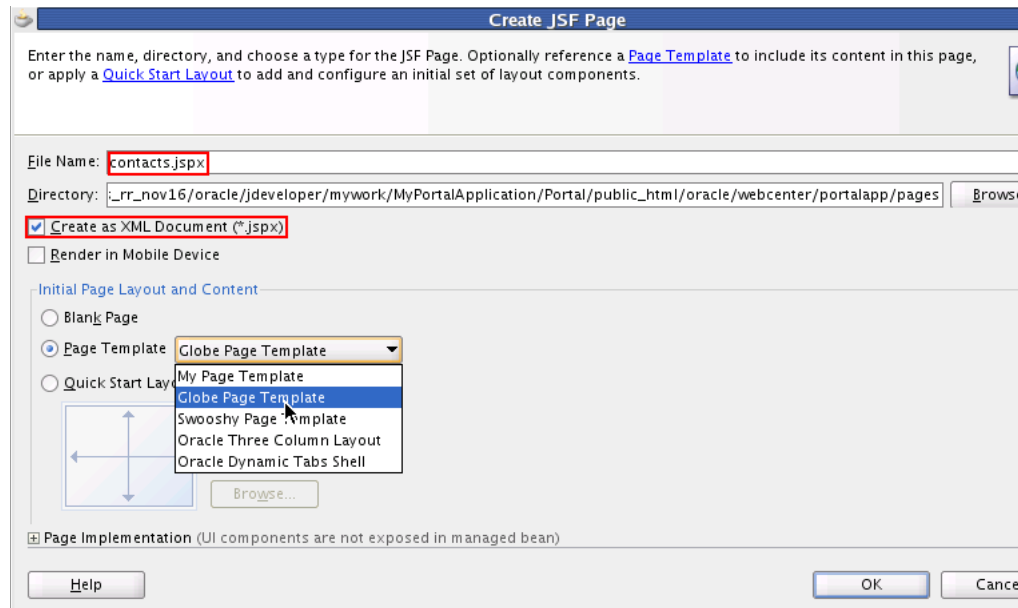 Create JSF Page
Enter the name, directory, and choose a type for the JSF Page. Optionally reference a Page Template to include its content in this page,
or apply a Quick Start Layout to add and configure an initial set of layout components.
File Name: contacts.jspx
Directory: :_rr_nov16/oracle/jdeveloper/mywork/MyPortalApplication/Portal/public_html/oracle/webcenter/portalapp/pages Brows
Create as XML Document (*.jspx)
Render in Mobile Device
Initial Page Layout and Content
Blank Page
Page Template Globe Page Template
My Page Template
Quick Start Lay
Globe Page Template
Swooshy Page Template
Oracle Three Column Layout
Oracle Dynamic Tabs Shell
Browse...
Page Implementation (UI components are not exposed in managed bean)
Help OK Cance